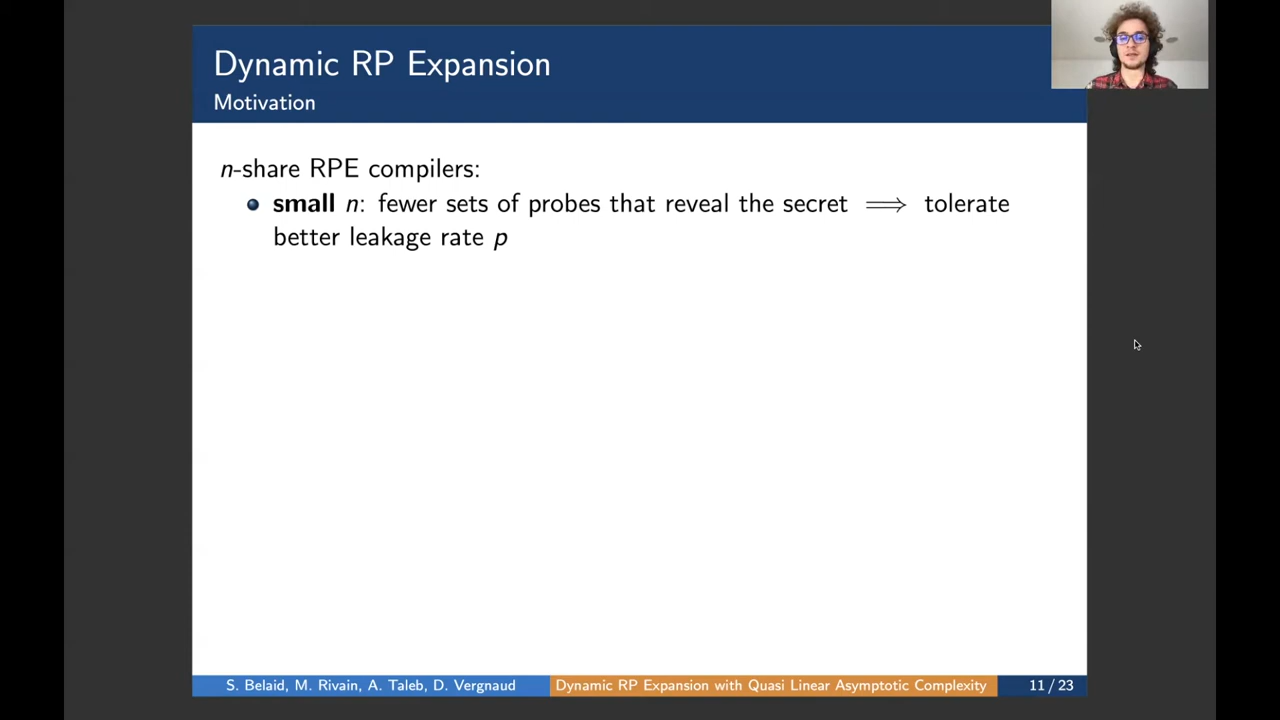 Dynamic RP Expansion
Motivation
n-share RPE compilers:
small n: fewer sets of probes that reveal the secret ⟹ tolerate
better leakage rate p
S. Belaid, M. Rivain, A. Taleb, D. Vergnaud
Dynamic RP Expansion with Quasi Linear Asymptotic Complexity
11 / 23